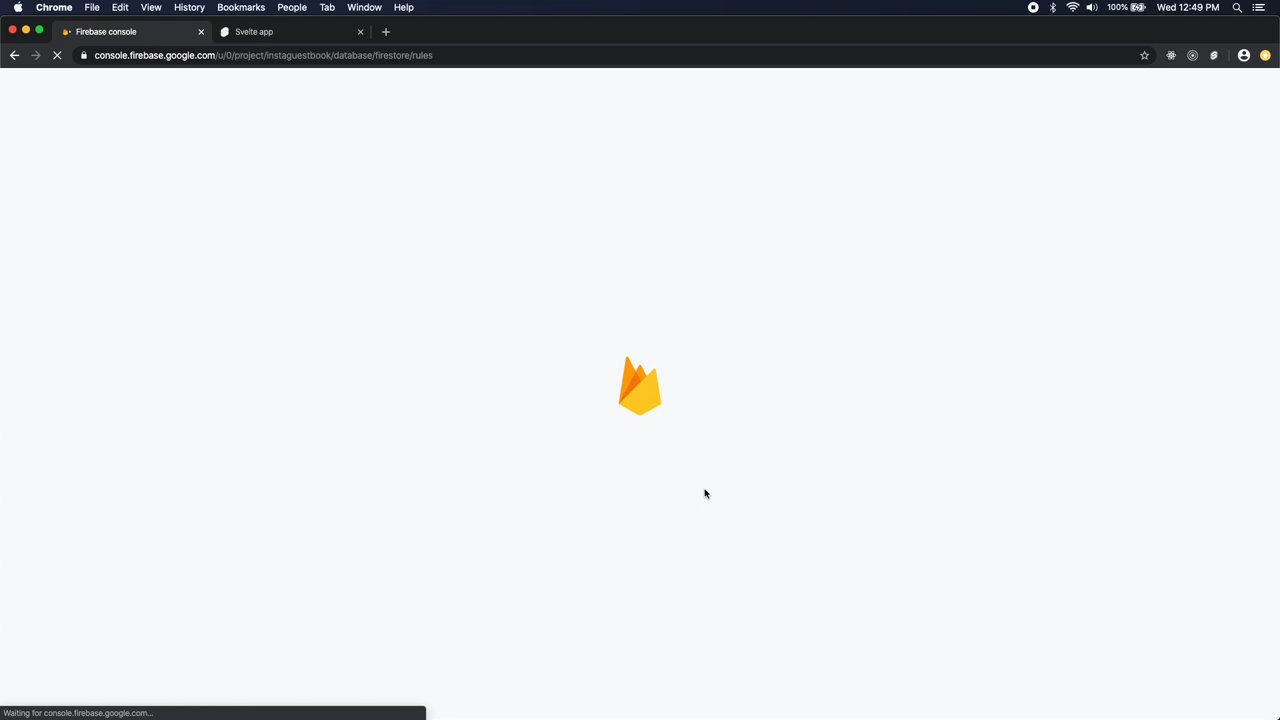 Chrome File Edit View History Bookmarks People Tab Window Help 100% Wed 12:49 PM
Firebase console Svelte app
console.firebase.google.com/u/0/project/instaguestbook/database/firestore/rules
Waiting for console.firebase.google.com...